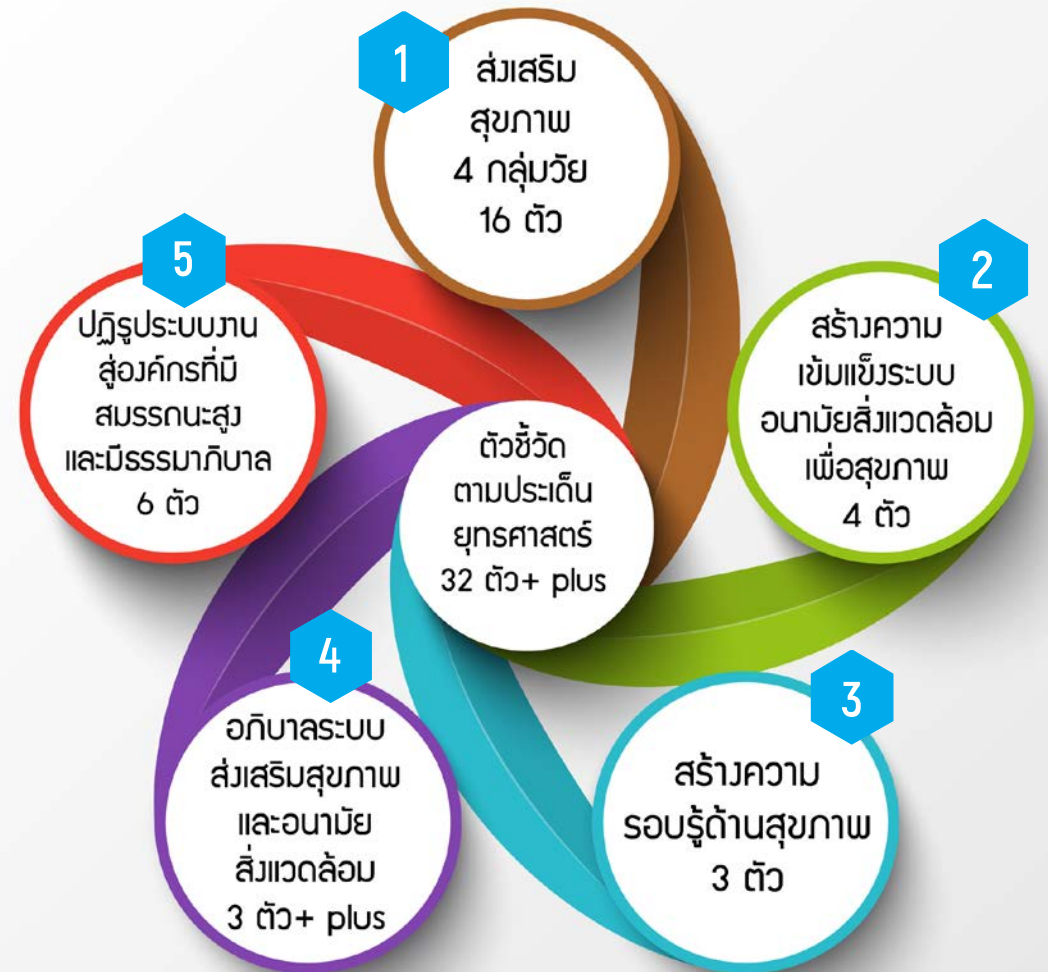 1
ส่งเสริม
สุขภาพ
4 กลุ่มวัย
16 ตัว
2
สร้างความ
เข้มแข็งระบบ
อนามัยสิ่งแวดล้อม
เพื่อสุขภาพ
4 ตัว
3
สร้างความ
รอบรู้ด้านสุขภาพ
3 ตัว
4
อภิบาลระบบ
ส่งเสริมสุขภาพ
และอนามัย
สิ่งแวดล้อม
3 ตัว+ plus
5
ปฏิรูประบบงาน
สู่องค์กรที่มี
สมรรถนะสูง
และมีธรรมาภิบาล
6 ตัว
ตัวชี้วัด
ตามประเด็น
ยุทธศาสตร์
32 ตัว+ plus